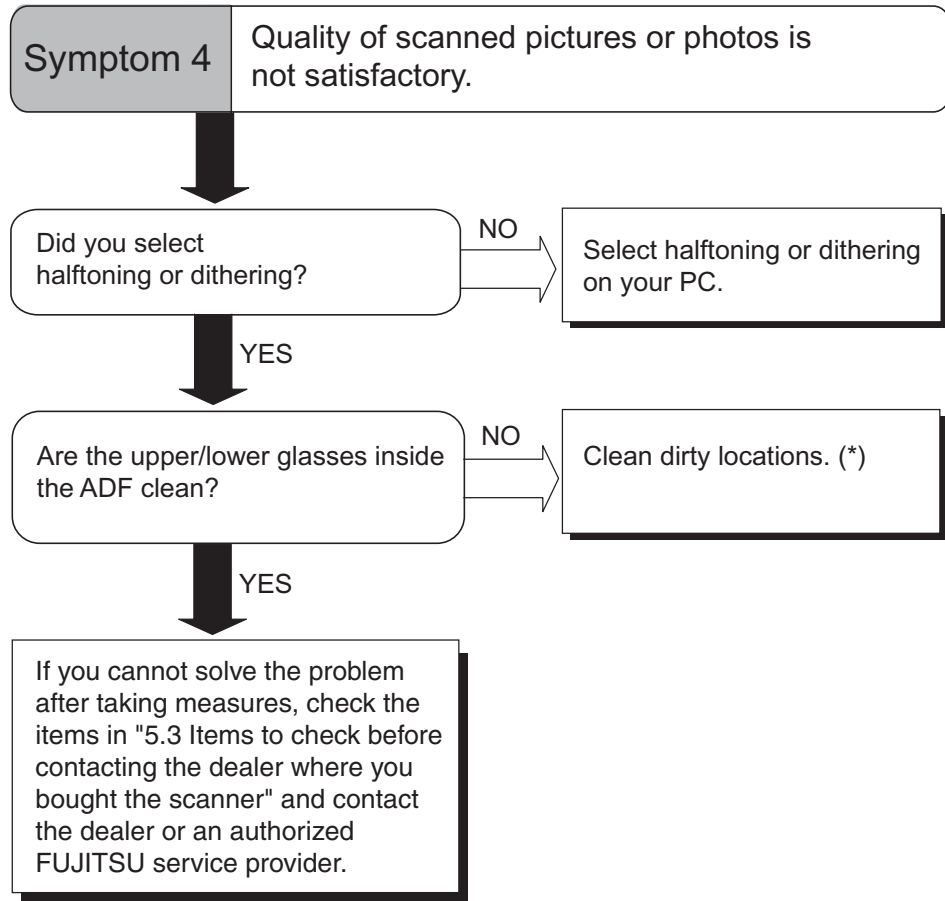 Symptom 4
Quality of scanned pictures or photos is
not satisfactory.
Did you select
halftoning or dithering?
NO
Select halftoning or dithering
on your PC.
YES
Are the upper/lower glasses inside
the ADF clean?
NO
Clean dirty locations. (*)
YES
If you cannot solve the problem
after taking measures, check the
items in "5.3 Items to check before
contacting the dealer where you
bought the scanner" and contact
the dealer or an authorized
FUJITSU service provider.